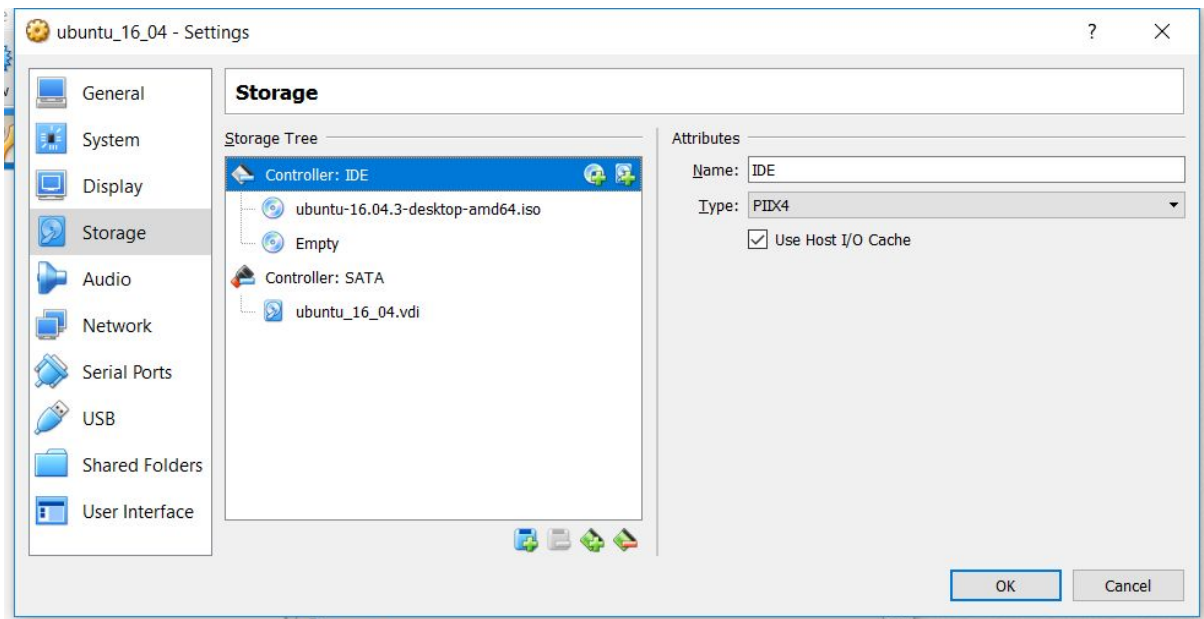 ubuntu_16_04 - Settings
?
General
System
Display
Storage
Audio
Network
Serial Ports
USB
Shared Folders
User Interface
Storage
Storage Tree
Controller: IDE
ubuntu-16.04.3-desktop-amd64.iso
Empty
Controller: SATA
ubuntu_16_04.vdi
Attributes
Name: IDE
Type: PIIX4
Use Host I/O Cache
OK
Cancel